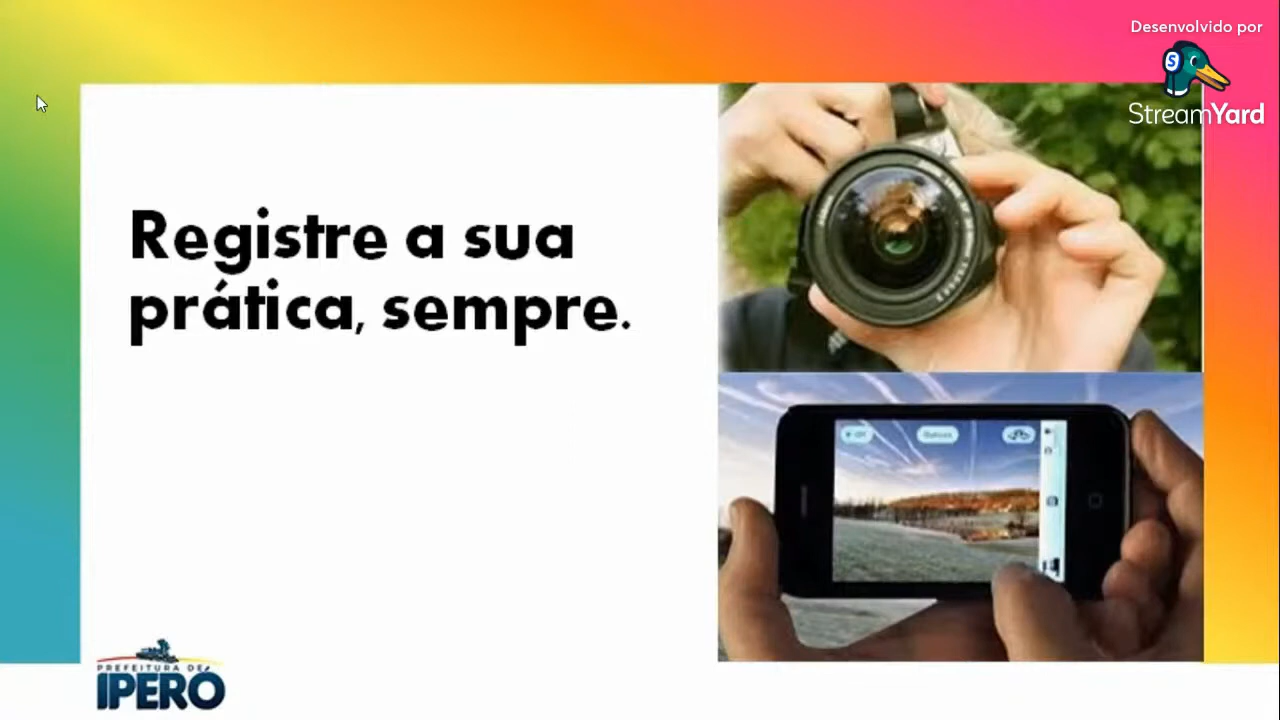 Desenvolvido por
StreamYard
Registre a sua
prática, sempre.
PREFEITURA DE
IPERÓ